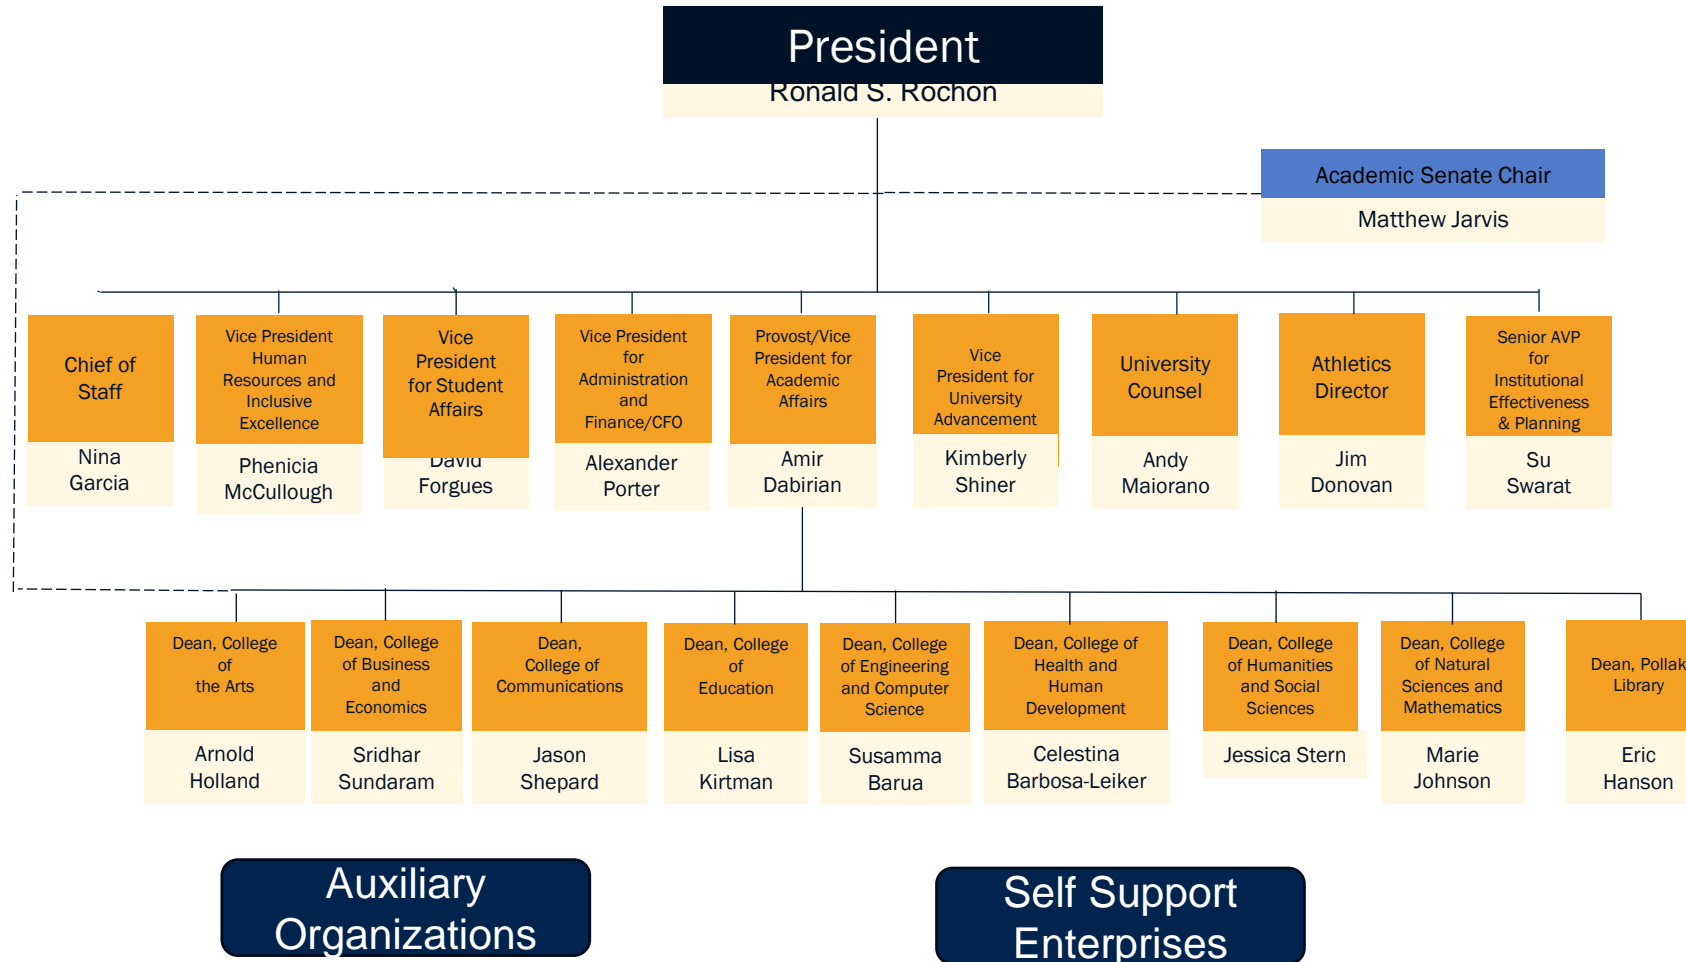 President
Ronald S. Rochon
Academic Senate Chair
Matthew Jarvis
Chief of
Staff
Nina
Garcia
Vice President
Human
Resources and
Inclusive
Excellence
Phenicia
McCullough
Vice
President
for Student
Affairs
David
Forgues
Vice President
for
Administration
and
Finance/CFO
Alexander
Porter
Provost/Vice
President for
Academic
Affairs
Amir
Dabirian
Vice
President for
University
Advancement
Kimberly
Shiner
University
Counsel
Andy
Maiorano
Athletics
Director
Jim
Donovan
Senior AVP
for
Institutional
Effectiveness
& Planning
Su
Swarat
Dean, College
of
the Arts
Arnold
Holland
Dean, College
of Business
and
Economics
Sridhar
Sundaram
Dean,
College of
Communications
Jason
Shepard
Dean, College
of
Education
Lisa
Kirtman
Dean, College
of Engineering
and Computer
Science
Susamma
Barua
Dean, College of
Health and
Human
Development
Celestina
Barbosa-Leiker
Dean, College
of Humanities
and Social
Sciences
Jessica Stern
Dean, College
of Natural
Sciences and
Mathematics
Marie
Johnson
Dean, Pollak
Library
Eric
Hanson
Auxiliary
Organizations
Self Support
Enterprises